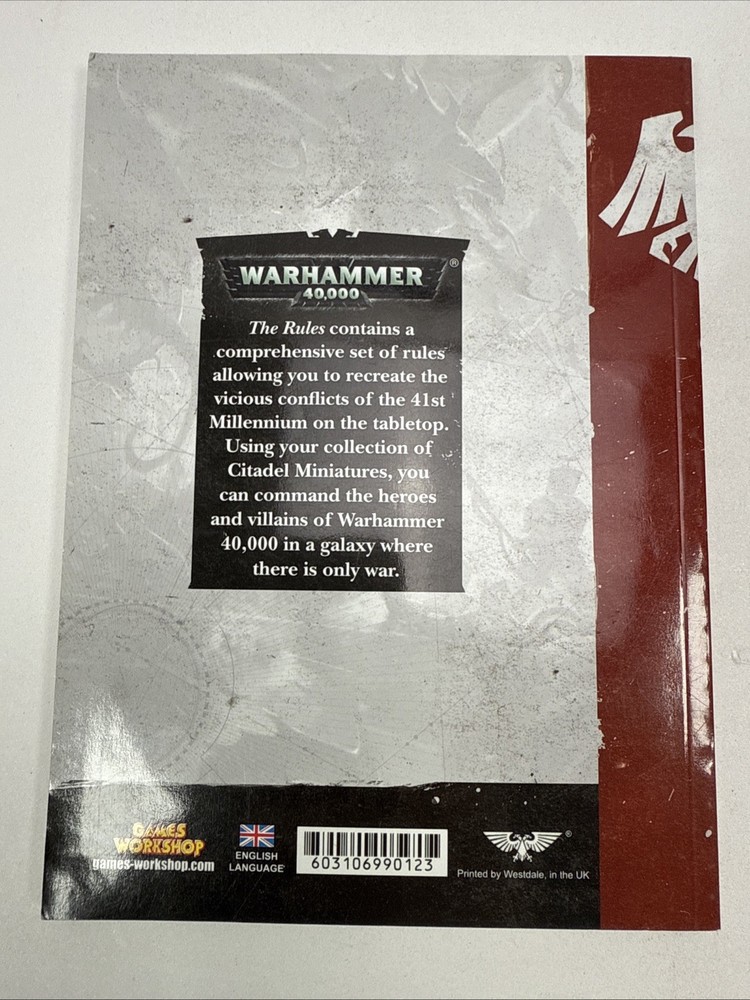 WARHAMMER®
40,000
The Rules contains a
comprehensive set of rules
allowing you to recreate the
vicious conflicts of the 41st
Millennium on the tabletop.
Using your collection of
Citadel Miniatures, you
can command the heroes
and villains of Warhammer
40,000 in a galaxy where
there is only war.
GAMES
WORKSHOP
games-workshop.com
ENGLISH
LANGUAGE
603106990123
®
Printed by Westdale, in the UK